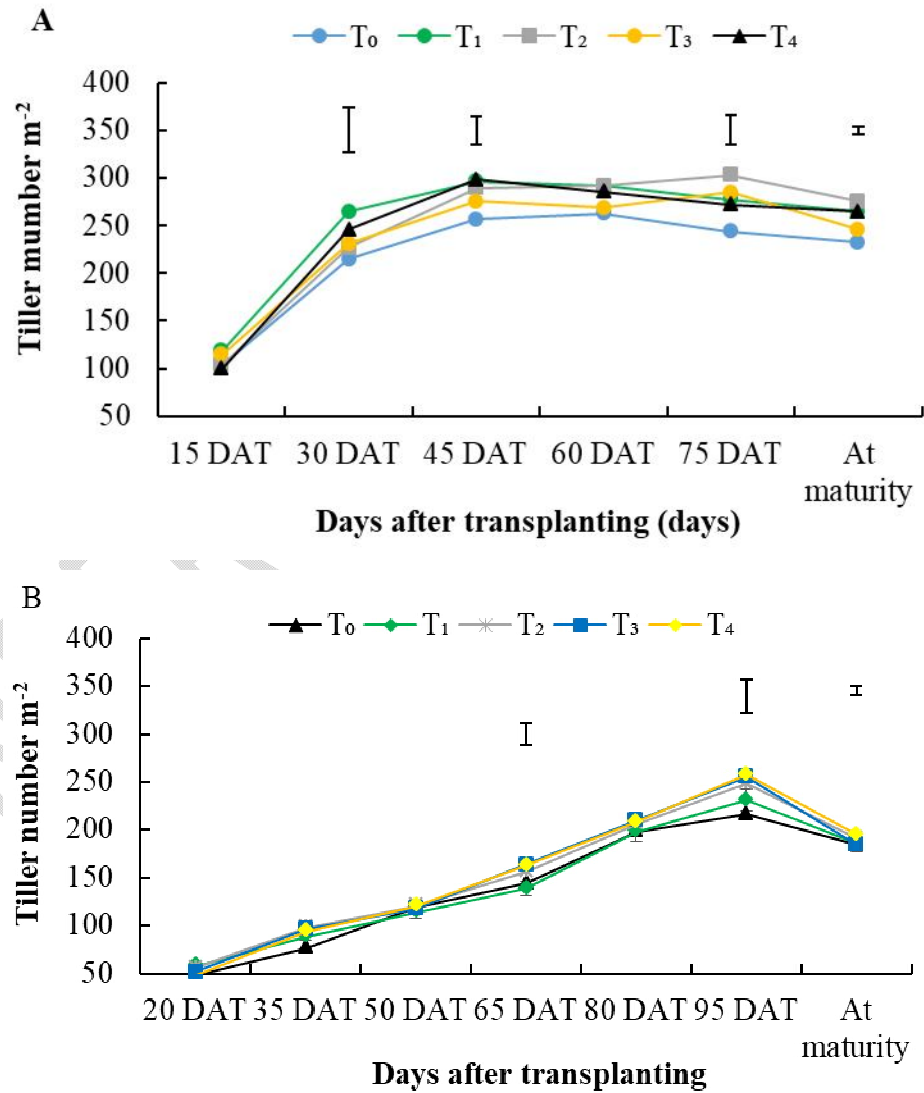 A
T₀ T₁ T₂ T₃ T₄
400
350
300
250
200
150
100
50
Tiller mumber m⁻²
15 DAT 30 DAT 45 DAT 60 DAT 75 DAT At
maturity
Days after transplanting (days)
B
T₀ T₁ T₂ T₃ T₄
400
350
300
250
200
150
100
50
Tiller number m⁻²
20 DAT 35 DAT 50 DAT 65 DAT 80 DAT 95 DAT At
maturity
Days after transplanting